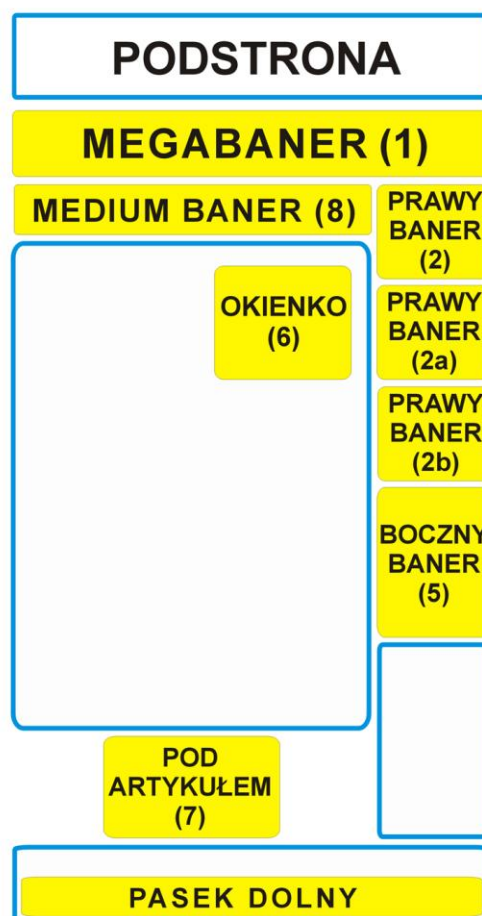 PODSTRONA
MEGABANER (1)
MEDIUM BANER (8)
PRAWY
BANER
(2)
OKIENKO
(6)
PRAWY
BANER
(2a)
PRAWY
BANER
(2b)
BOCZNY
BANER
(5)
POD
ARTYKUŁEM
(7)
PASEK DOLNY